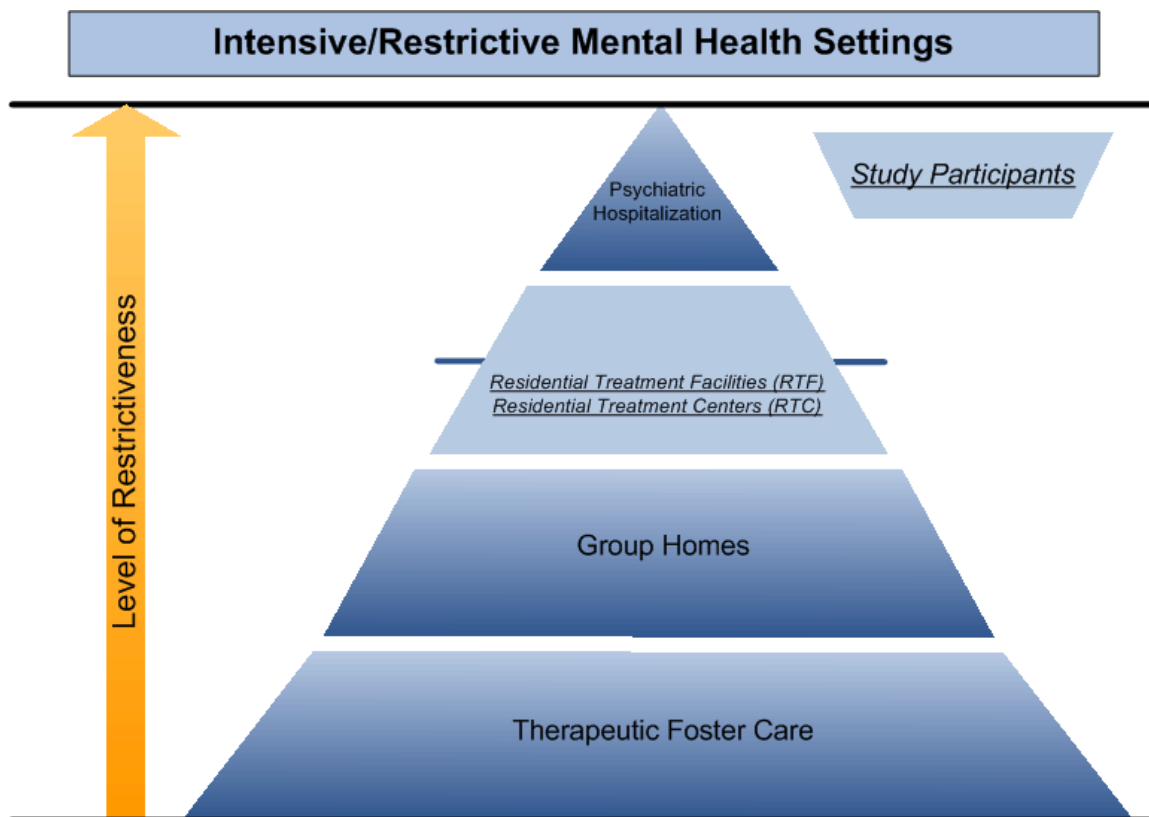 Intensive/Restrictive Mental Health Settings
Level of Restrictiveness
Psychiatric
Hospitalization
Study Participants
Residential Treatment Facilities (RTF)
Residential Treatment Centers (RTC)
Group Homes
Therapeutic Foster Care